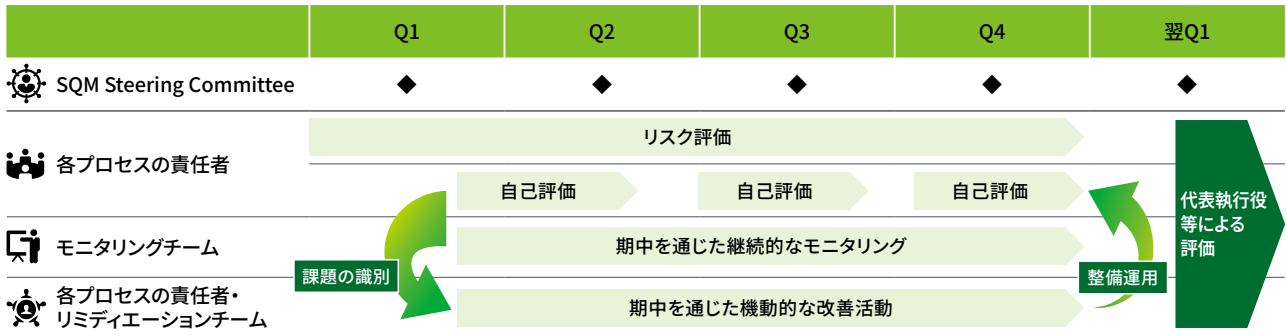 Q1
Q2
Q3
Q4
翌Q1
SQM Steering Committee
◆ ◆ ◆ ◆ ◆
各プロセスの責任者
リスク評価
自己評価
自己評価
自己評価
代表執行役
等による
評価
モニタリングチーム
期中を通じた継続的なモニタリング
課題の識別
整備運用
各プロセスの責任者・
リミディエーションチーム
期中を通じた機動的な改善活動